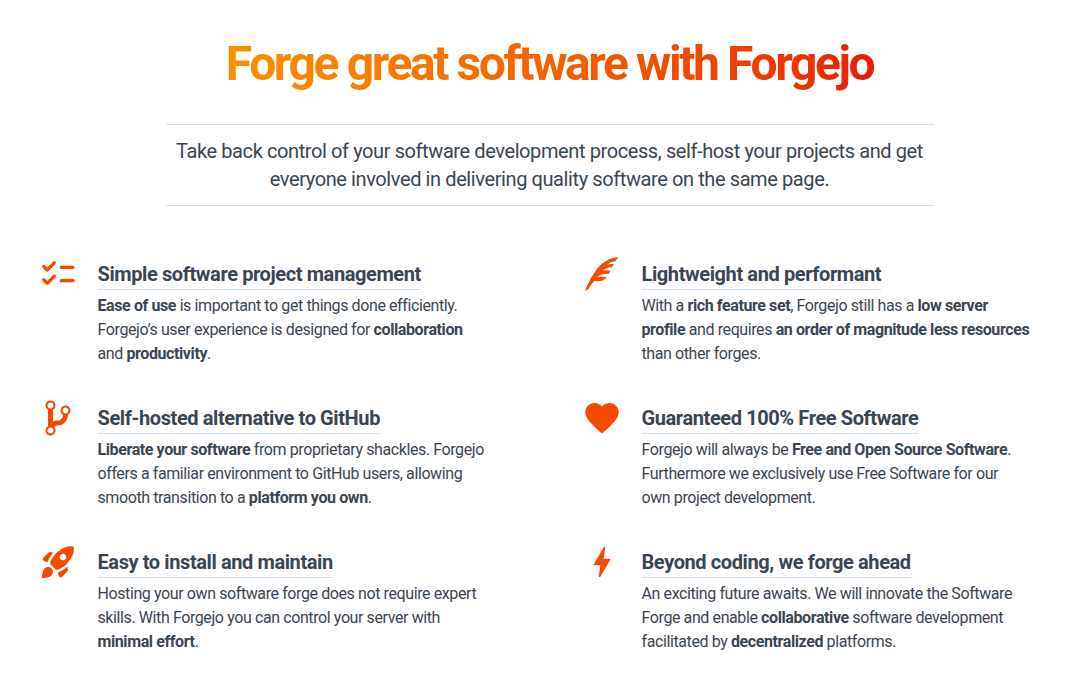 Forge great software with Forgejo
Take back control of your software development process, self-host your projects and get
everyone involved in delivering quality software on the same page.
Simple software project management
Ease of use is important to get things done efficiently.
Forgejo’s user experience is designed for collaboration
and productivity.
Lightweight and performant
With a rich feature set, Forgejo still has a low server
profile and requires an order of magnitude less resources
than other forges.
Self-hosted alternative to GitHub
Liberate your software from proprietary shackles. Forgejo
offers a familiar environment to GitHub users, allowing
smooth transition to a platform you own.
Guaranteed 100% Free Software
Forgejo will always be Free and Open Source Software.
Furthermore we exclusively use Free Software for our
own project development.
Easy to install and maintain
Hosting your own software forge does not require expert
skills. With Forgejo you can control your server with
minimal effort.
Beyond coding, we forge ahead
An exciting future awaits. We will innovate the Software
Forge and enable collaborative software development
facilitated by decentralized platforms.